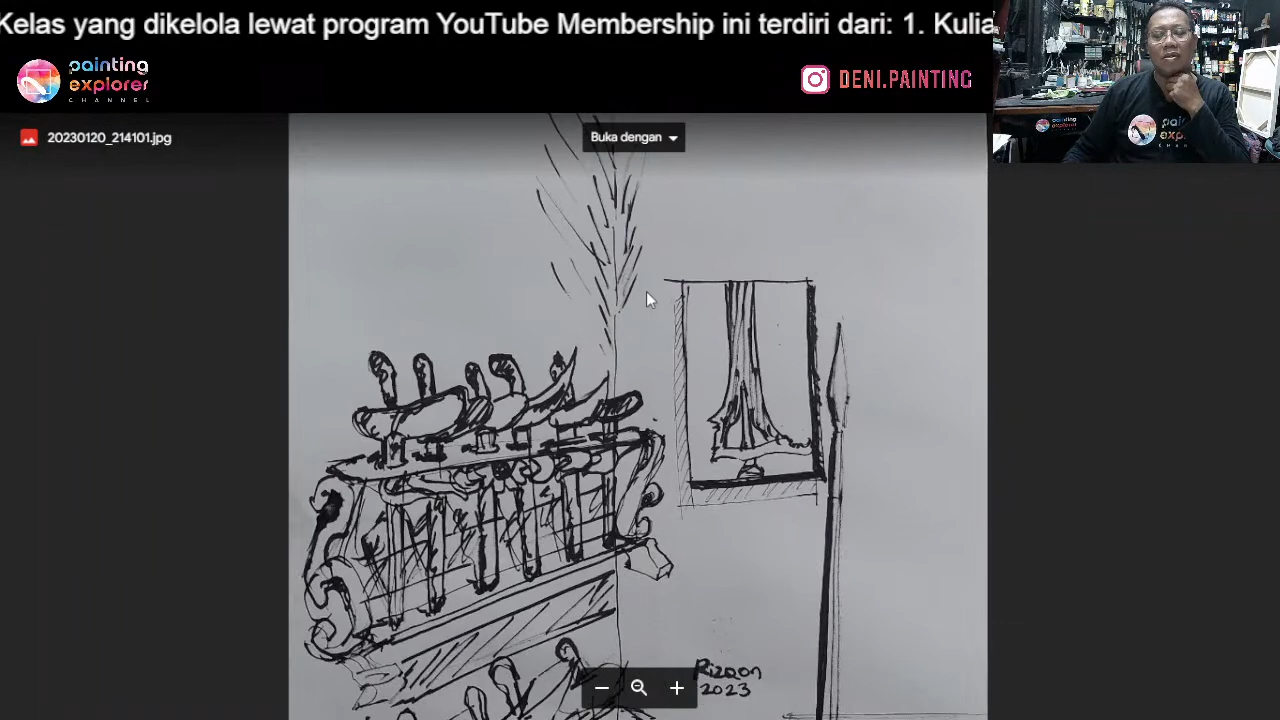 Kelas yang dikelola lewat program YouTube Membership ini terdiri dari: 1. Kulia
painting
explorer
CHANNEL
DENI.PAINTING
20230120_214101.jpg
Buka dengan
Rizqon
2023